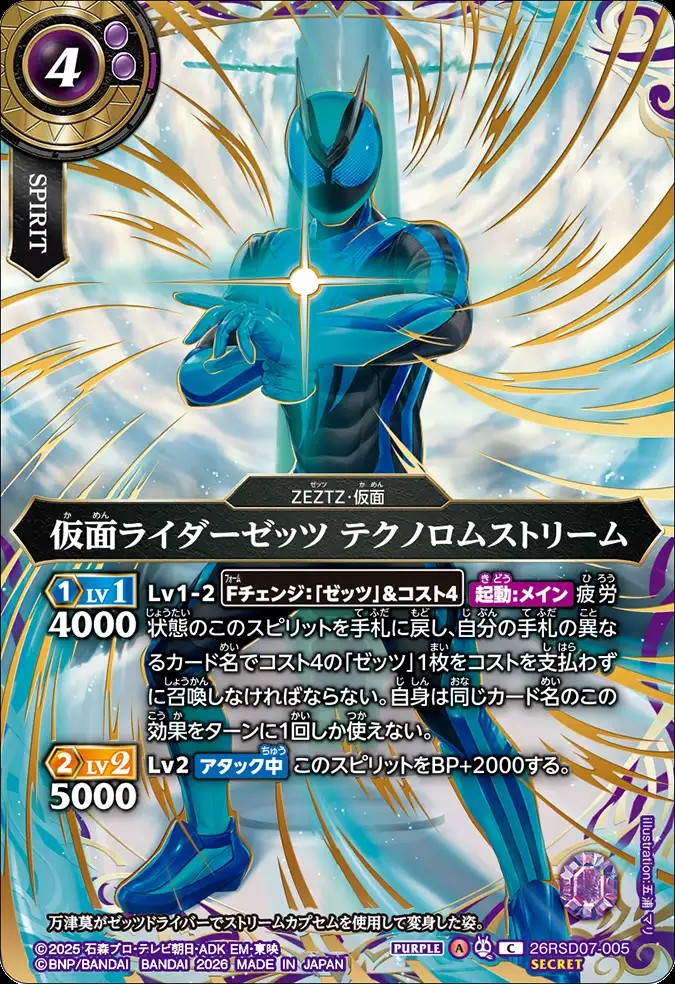 4
SPIRIT
ZEZTZ・仮面
仮面ライダーゼッツ テクノロムストリーム
1 LV1 4000
Lv1-2 Fチェンジ:「ゼッツ」&コスト4 起動:メイン 疲労
状態のこのスピリットを手札に戻し、自分の手札の異な
るカード名でコスト4の「ゼッツ」1枚をコストを支払わず
に召喚しなければならない。自身は同じカード名のこの
効果をターンに1回しか使えない。
2 LV2 5000
Lv2 アタック中 このスピリットをBP+2000する。
illustration:五浦マリ
万津莫がゼッツドライバーでストリームカプセムを使用して変身した姿。
©2025 石森プロ・テレビ朝日・ADK EM・東映
©BNP/BANDAI BANDAI 2026 MADE IN JAPAN
PURPLE A C 26RSD07-005
SECRET